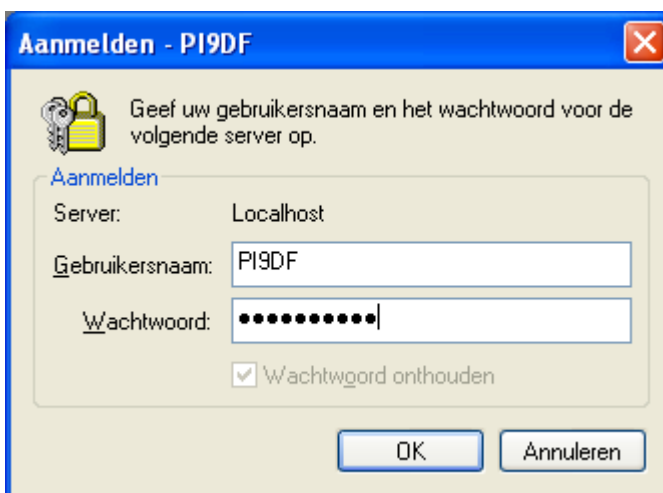 Aanmelden - PI9DF
Geef uw gebruikersnaam en het wachtwoord voor de
volgende server op.
Aanmelden
Server: Localhost
Gebruikersnaam: PI9DF
Wachtwoord: ●●●●●●●●●●
Wachtwoord onthouden
OK Annuleren